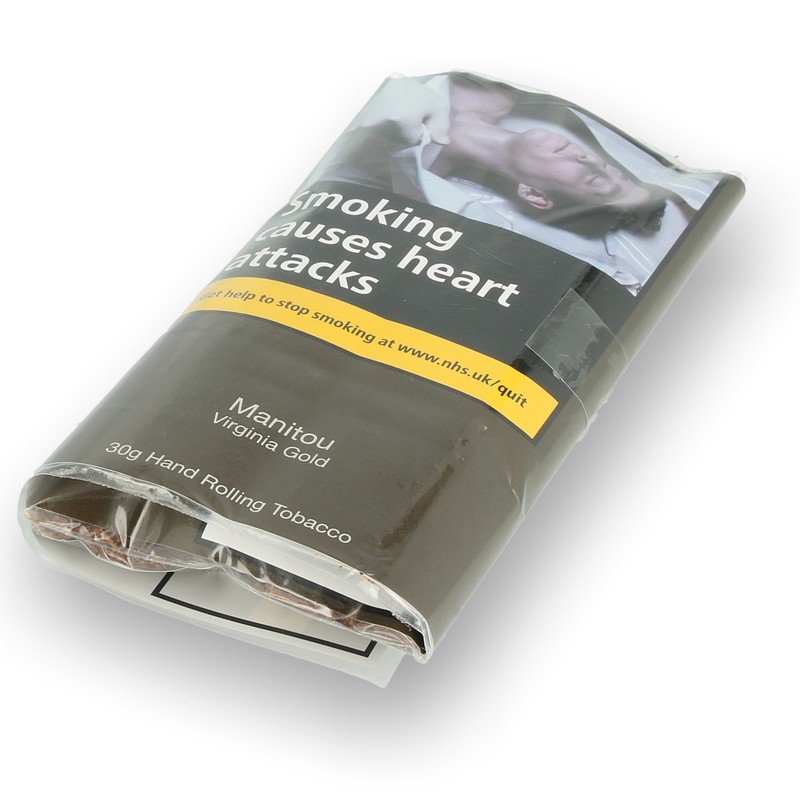 Smoking
causes heart
attacks
Get help to stop smoking at www.nhs.uk/quit
Manitou
Virginia Gold
30g Hand Rolling Tobacco